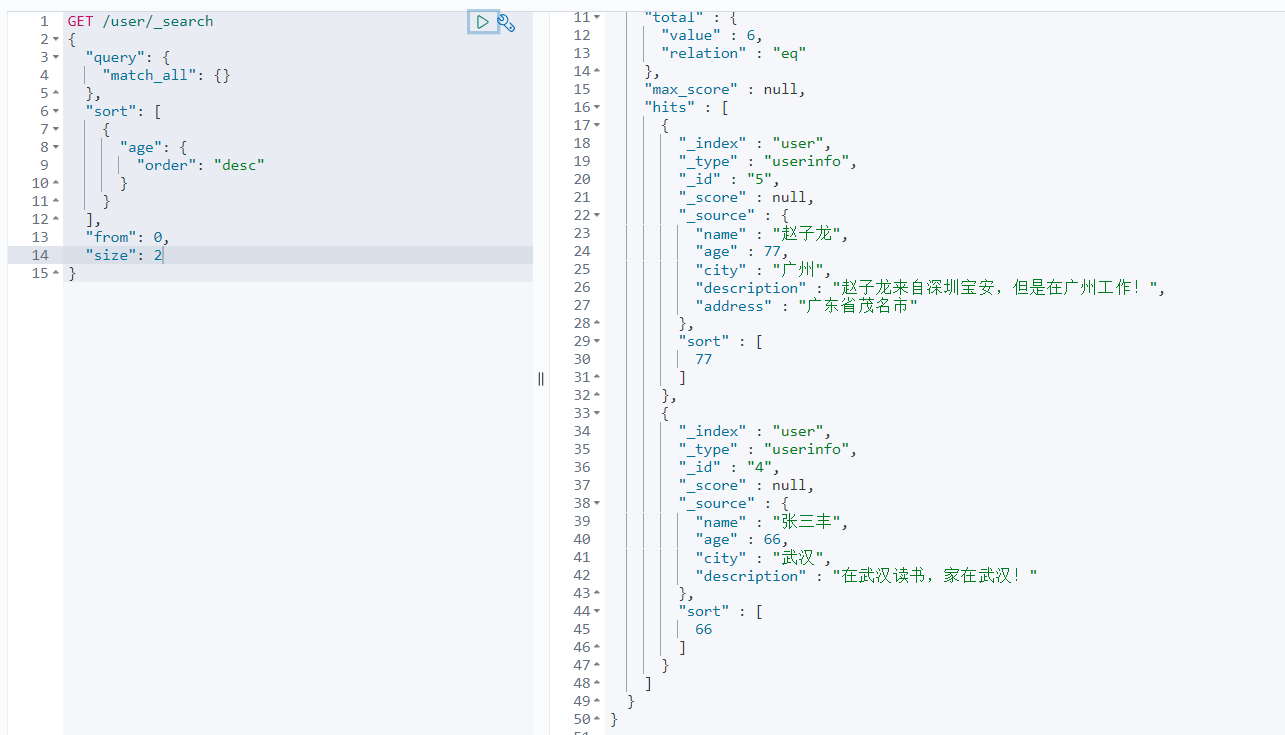 1 GET /user/_search
2 {
3 "query": {
4 "match_all": {}
5 },
6 "sort": [
7 {
8 "age": {
9 "order": "desc"
10 }
11 }
12 ],
13 "from": 0,
14 "size": 2
15 }
11 "total" : {
12 "value" : 6,
13 "relation" : "eq"
14 },
15 "max_score" : null,
16 "hits" : [
17 {
18 "_index" : "user",
19 "_type" : "userinfo",
20 "_id" : "5",
21 "_score" : null,
22 "_source" : {
23 "name" : "赵子龙",
24 "age" : 77,
25 "city" : "广州",
26 "description" : "赵子龙来自深圳宝安，但是在广州工作！",
27 "address" : "广东省茂名市"
28 },
29 "sort" : [
30 77
31 ]
32 },
33 {
34 "_index" : "user",
35 "_type" : "userinfo",
36 "_id" : "4",
37 "_score" : null,
38 "_source" : {
39 "name" : "张三丰",
40 "age" : 66,
41 "city" : "武汉",
42 "description" : "在武汉读书，家在武汉！"
43 },
44 "sort" : [
45 66
46 ]
47 }
48 ]
49 }
50 }